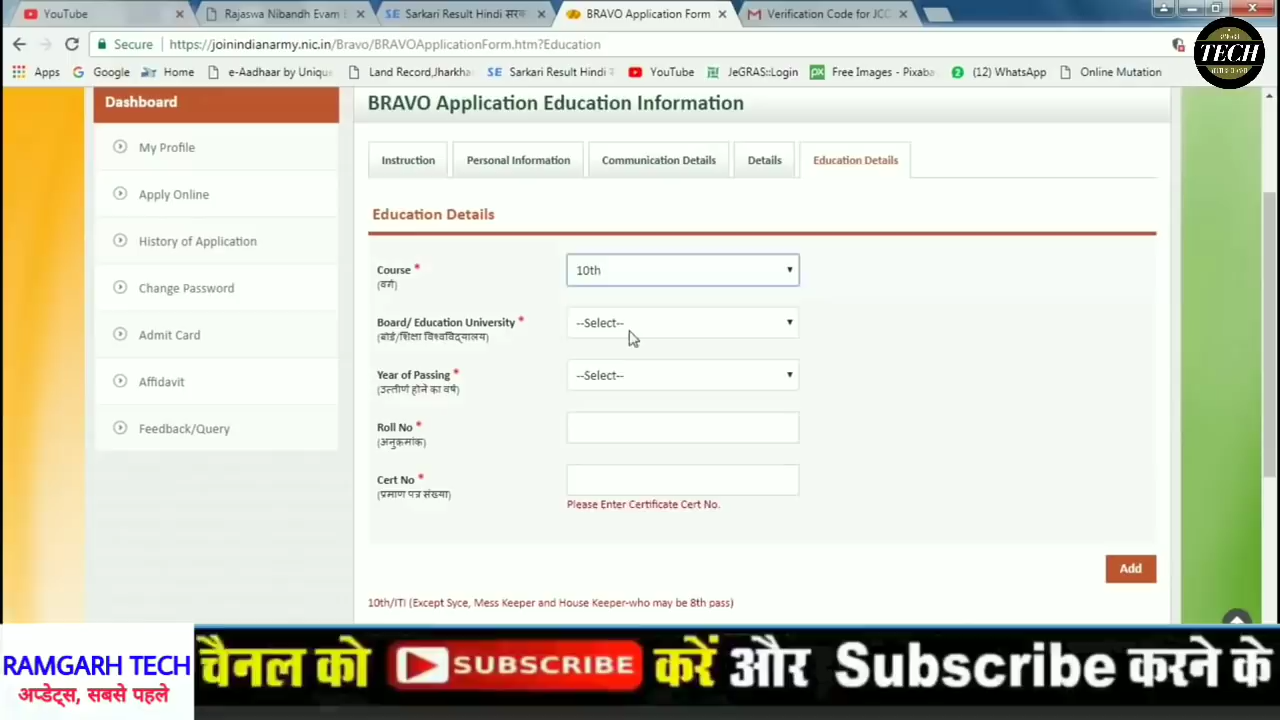 YouTube
Rajaswa Nibandh Evam
Sarkari Result Hindi सरक
BRAVO Application Form
Verification Code for JCC
Secure
https://joinindianarmy.nic.in/Bravo/BRAVOApplicationForm.htm?Education
Apps
Google
Home
e-Aadhaar by Unique
Land Record,Jharkha
Sarkari Result Hindi
YouTube
JeGRAS::Login
Free Images - Pixaba
(12) WhatsApp
Online Mutation
TECH
Dashboard
BRAVO Application Education Information
My Profile
Apply Online
History of Application
Change Password
Admit Card
Affidavit
Feedback/Query
Instruction
Personal Information
Communication Details
Details
Education Details
Education Details
Course *
(वर्ग)
10th
Board/ Education University *
(बोर्ड/शिक्षा विश्वविद्यालय)
--Select--
Year of Passing *
(उत्तीर्ण होने का वर्ष)
--Select--
Roll No *
(अनुक्रमांक)
Cert No *
(प्रमाण पत्र संख्या)
Please Enter Certificate Cert No.
Add
10th/ITI (Except Syce, Mess Keeper and House Keeper-who may be 8th pass)
RAMGARH TECH
अप्डेट्स, सबसे पहले
चैनल को SUBSCRIBE करें और Subscribe करने के